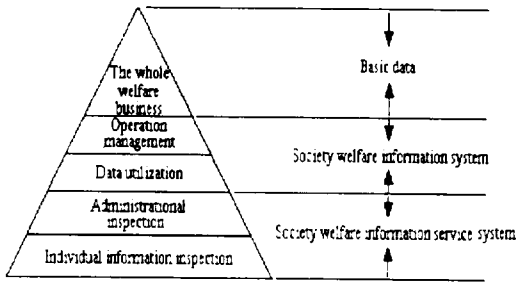 The whole
welfare
business
Operation
management
Data utilization
Administrational
inspection
Individual information inspection
Basic data
Society welfare information system
Society welfare information service system